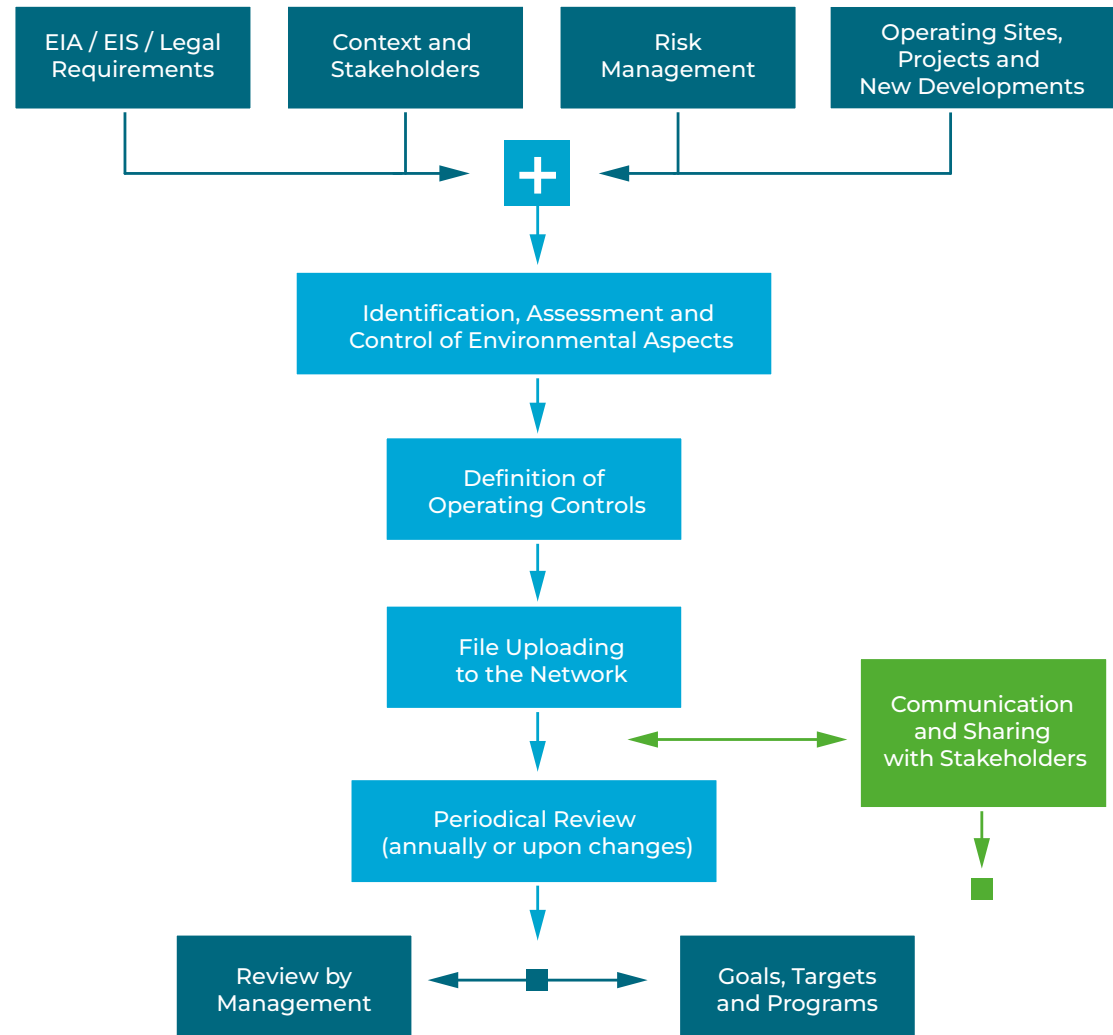 EIA / EIS / Legal
Requirements
Context and
Stakeholders
Risk
Management
Operating Sites,
Projects and
New Developments
+
Identification, Assessment and
Control of Environmental Aspects
Definition of
Operating Controls
File Uploading
to the Network
Communication
and Sharing
with Stakeholders
Periodical Review
(annually or upon changes)
Review by
Management
Goals, Targets
and Programs